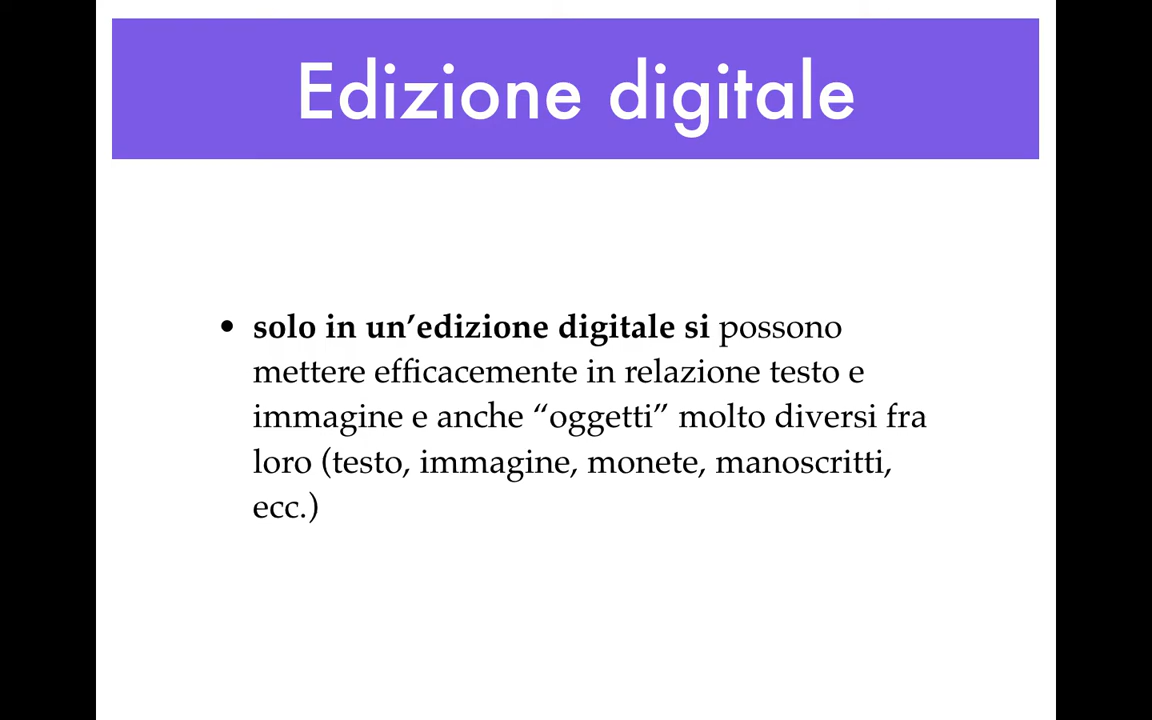 Edizione digitale
• solo in un’edizione digitale si possono
mettere efficacemente in relazione testo e
immagine e anche “oggetti” molto diversi fra
loro (testo, immagine, monete, manoscritti,
ecc.)